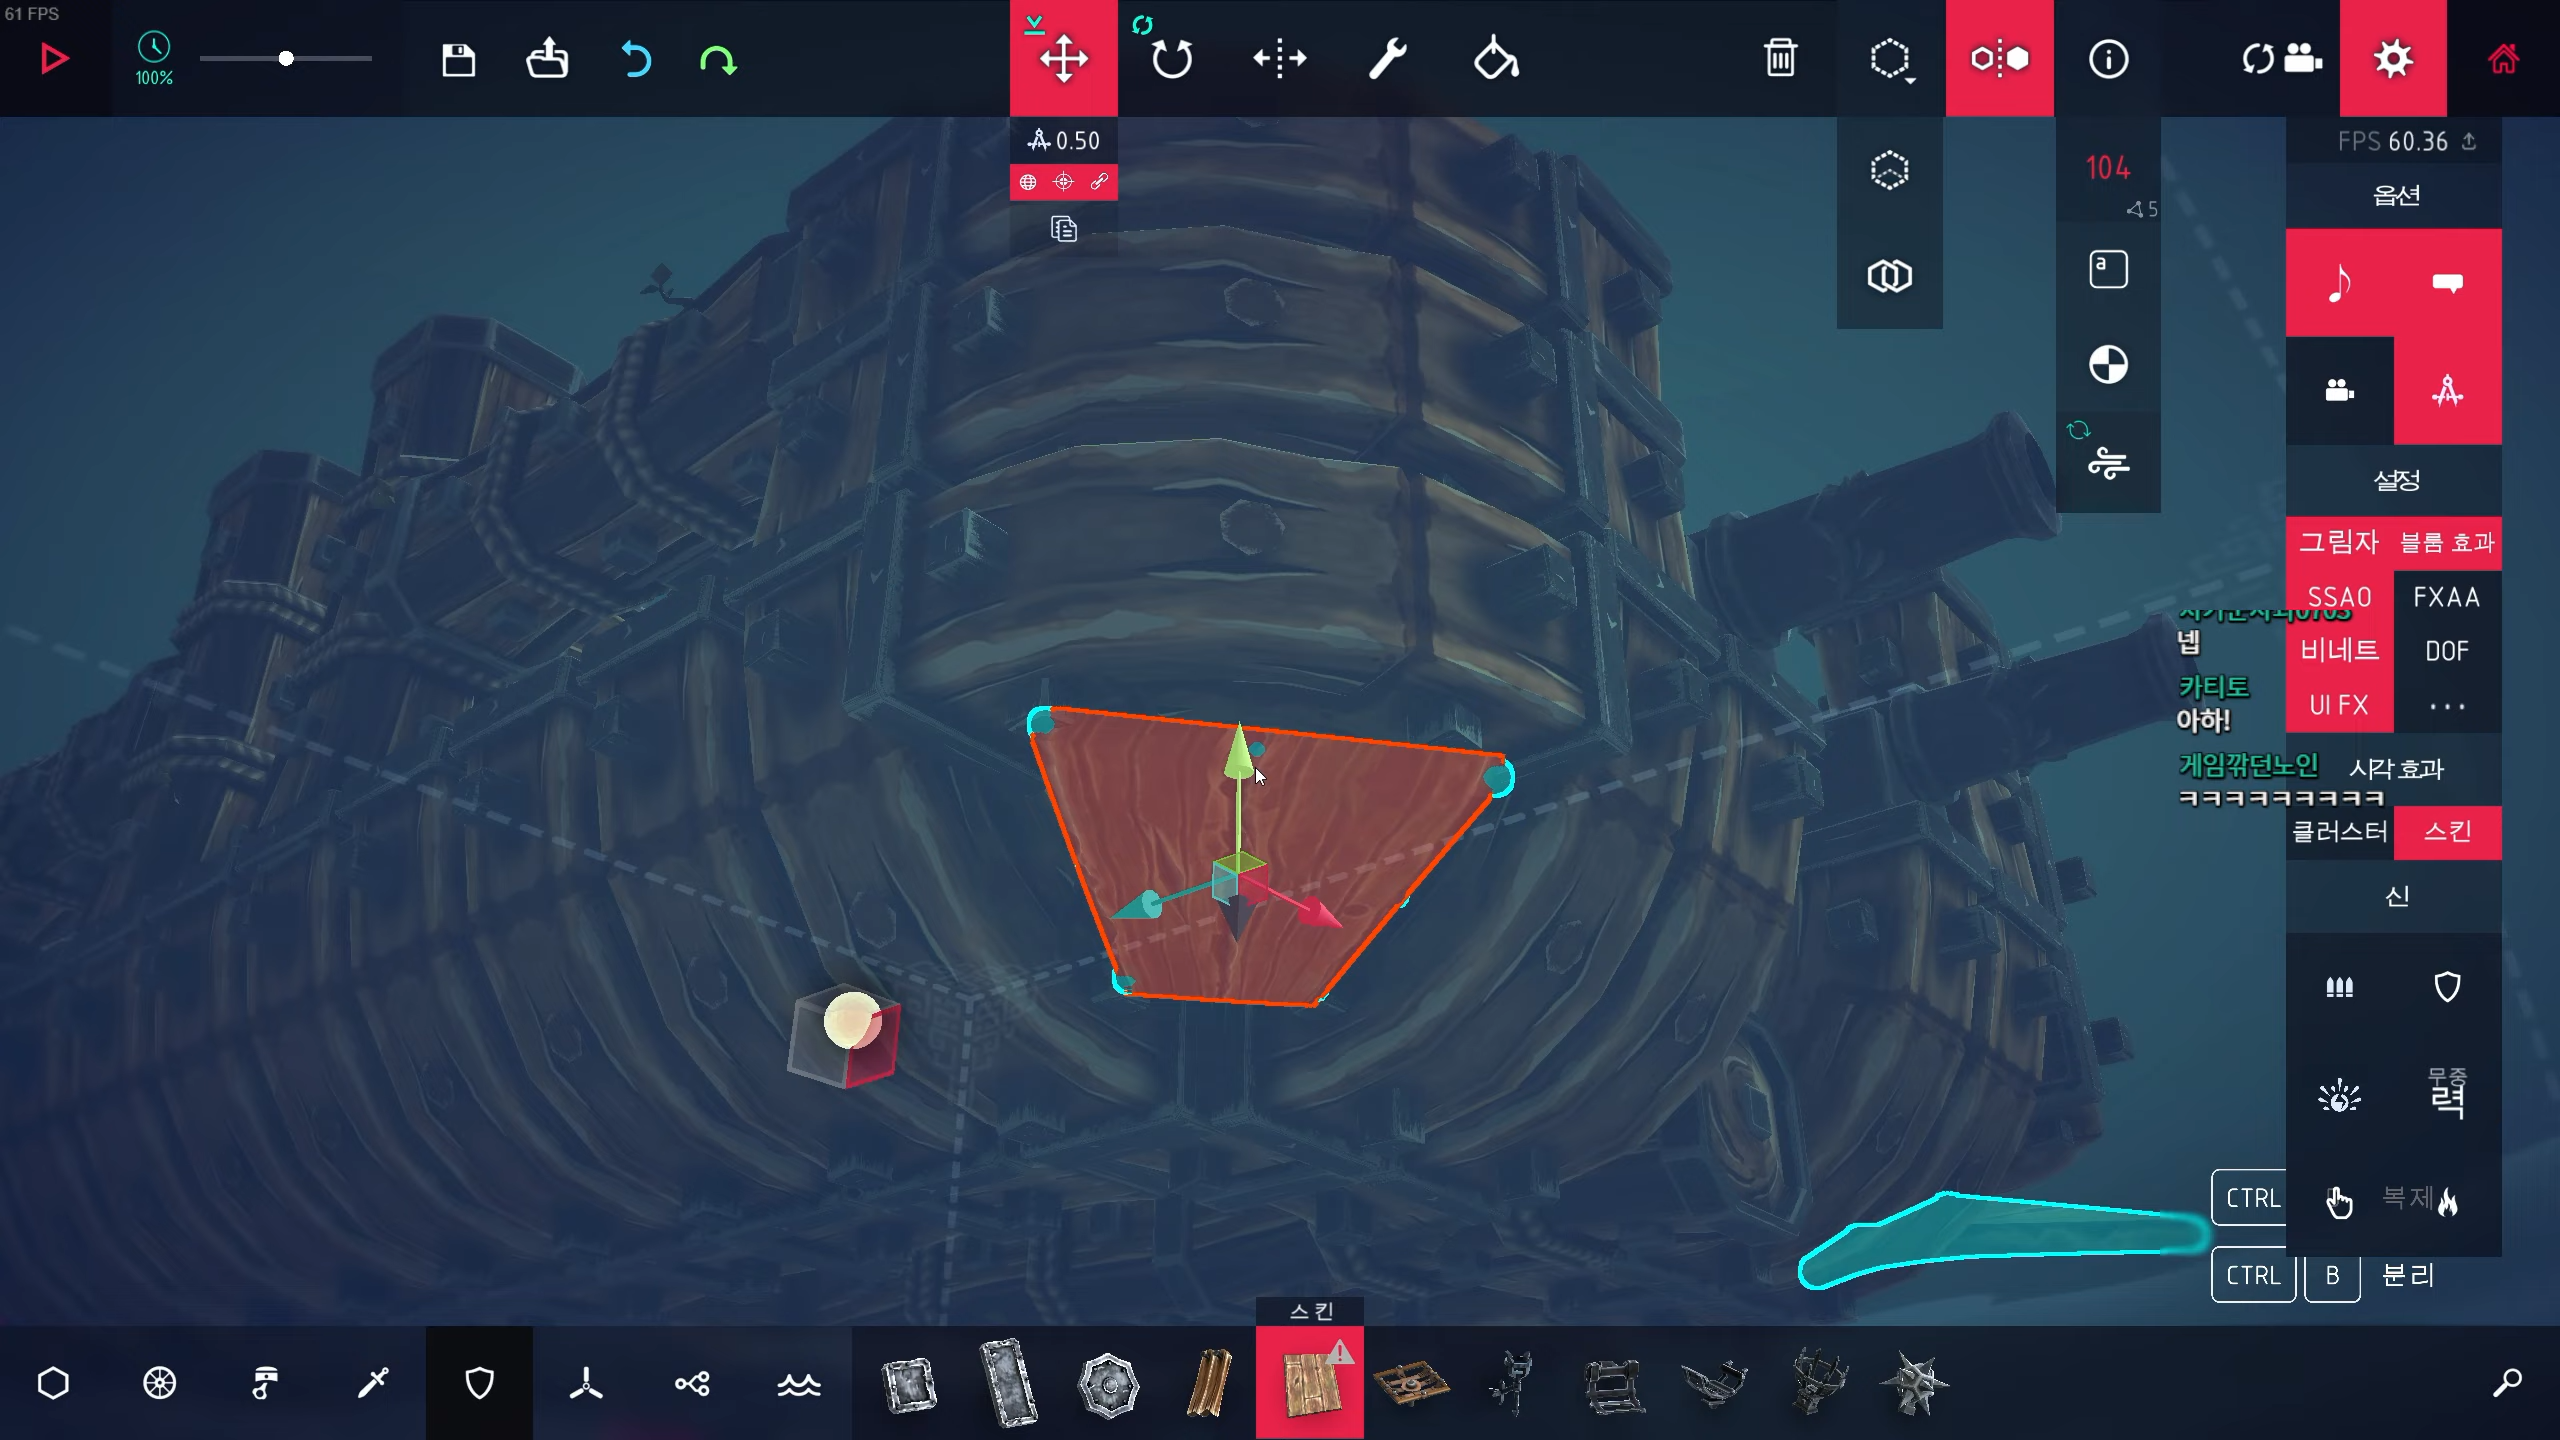 61 FPS
100%
0.50
104
5
a
FPS 60.36
옵션
설정
그림자 블룸 효과
SSAO FXAA
비네트 DOF
UI FX ...
시각 효과
클러스터 스킨
신
무중
력
넵
카티토
아하!
게임깎던노인
ㅋㅋㅋㅋㅋㅋㅋㅋㅋ
CTRL 복제
CTRL B 분리
스킨